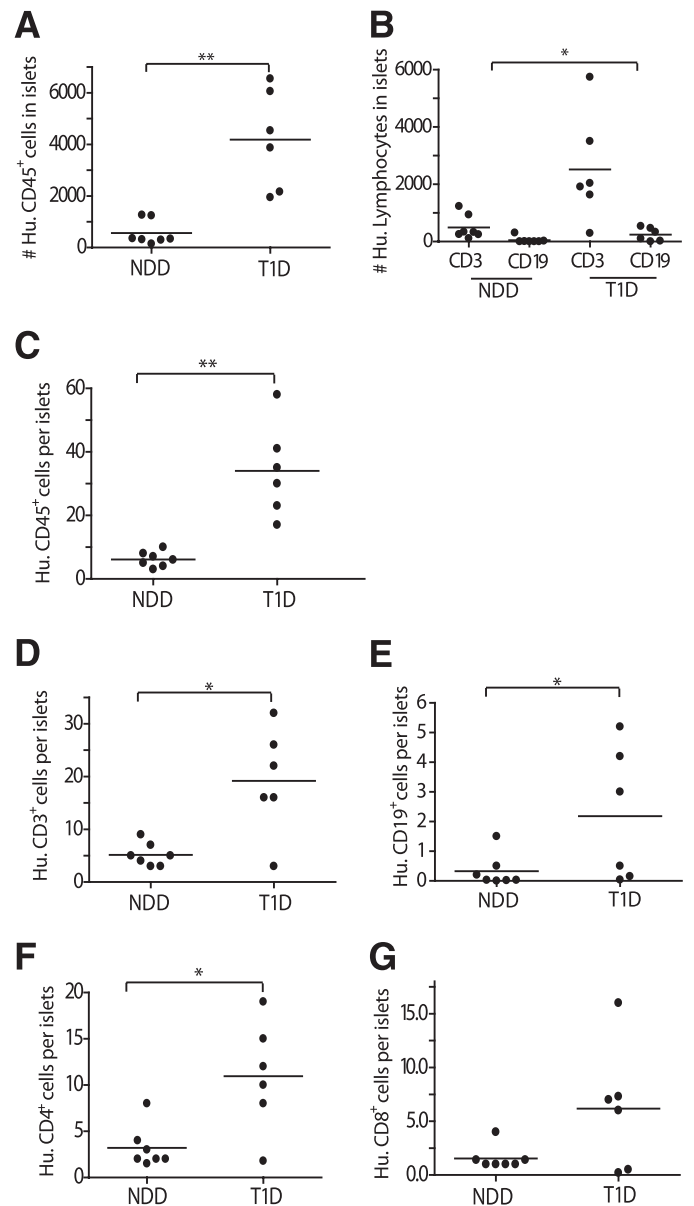 A
# Hu. CD45+ cells in islets
**
6000
4000
2000
0
NDD T1D
B
# Hu. Lymphocytes in islets
*
6000
4000
2000
0
CD3 CD19 CD3 CD19
NDD T1D
C
Hu. CD45+ cells per islets
**
60
40
20
0
NDD T1D
D
Hu. CD3+ cells per islets
*
30
20
10
0
NDD T1D
E
Hu. CD19+ cells per islets
*
6
5
4
3
2
1
0
NDD T1D
F
Hu. CD4+ cells per islets
*
20
15
10
5
0
NDD T1D
G
Hu. CD8+ cells per islets
15.0
10.0
5.0
0.0
NDD T1D